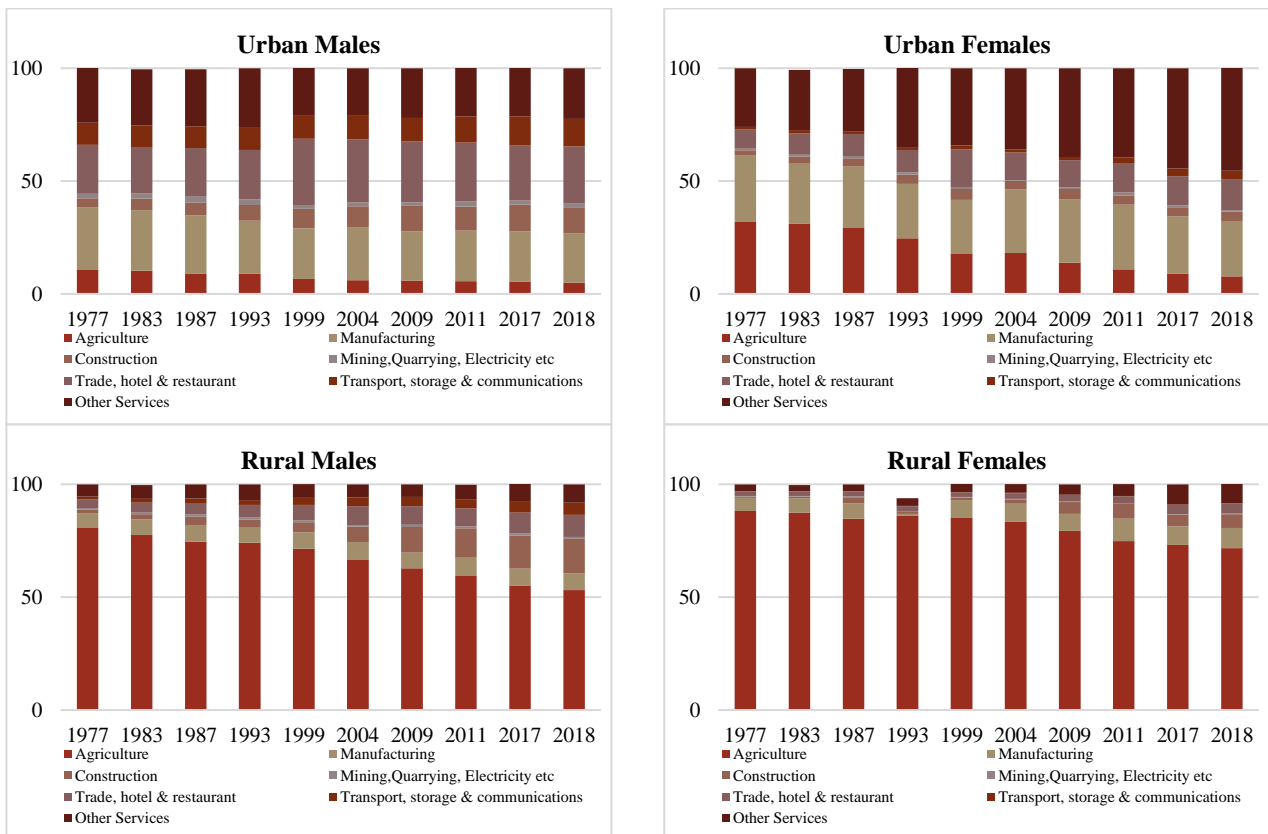 Urban Males
100
50
0
1977 1983 1987 1993 1999 2004 2009 2011 2017 2018
Agriculture Manufacturing
Construction Mining,Quarrying, Electricity etc
Trade, hotel & restaurant Transport, storage & communications
Other Services
Urban Females
100
50
0
1977 1983 1987 1993 1999 2004 2009 2011 2017 2018
Agriculture Manufacturing
Construction Mining,Quarrying, Electricity etc
Trade, hotel & restaurant Transport, storage & communications
Other Services
Rural Males
100
50
0
1977 1983 1987 1993 1999 2004 2009 2011 2017 2018
Agriculture Manufacturing
Construction Mining,Quarrying, Electricity etc
Trade, hotel & restaurant Transport, storage & communications
Other Services
Rural Females
100
50
0
1977 1983 1987 1993 1999 2004 2009 2011 2017 2018
Agriculture Manufacturing
Construction Mining,Quarrying, Electricity etc
Trade, hotel & restaurant Transport, storage & communications
Other Services